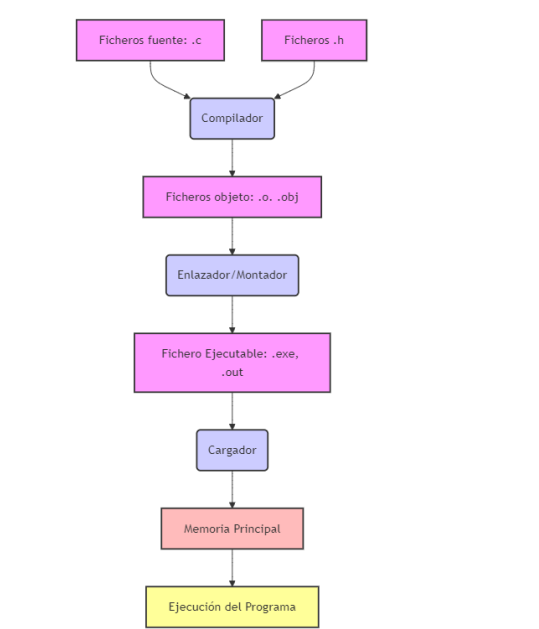 Ficheros fuente: .c
Ficheros .h
Compilador
Ficheros objeto: .o. .obj
Enlazador/Montador
Fichero Ejecutable: .exe,
.out
Cargador
Memoria Principal
Ejecución del Programa